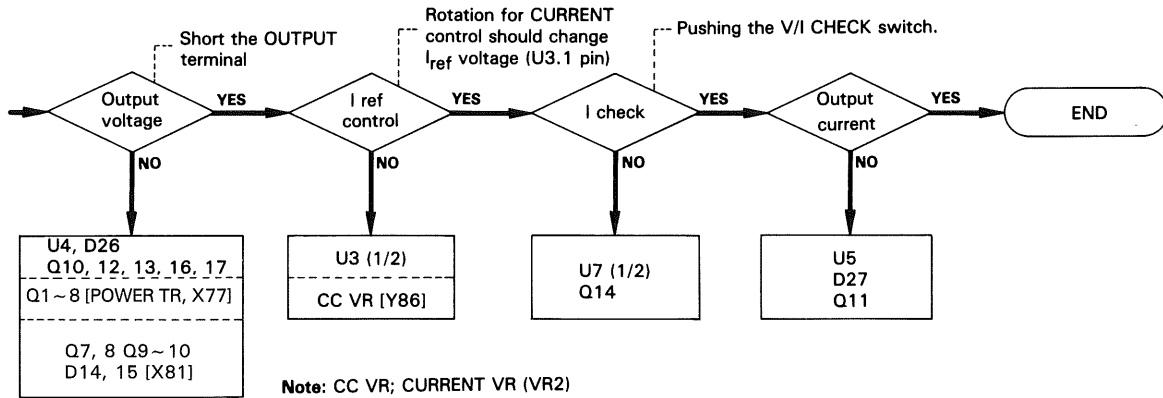 Short the OUTPUT
terminal
Rotation for CURRENT
control should change
Iref voltage (U3.1 pin)
Pushing the V/I CHECK switch.
Output
voltage
YES
NO
I ref
control
YES
NO
I check
YES
NO
Output
current
YES
NO
END
U4, D26
Q10, 12, 13, 16, 17
Q1~8 [POWER TR, X77]
Q7, 8 Q9~10
D14, 15 [X81]
U3 (1/2)
CC VR [Y86]
U7 (1/2)
Q14
U5
D27
Q11
Note: CC VR; CURRENT VR (VR2)